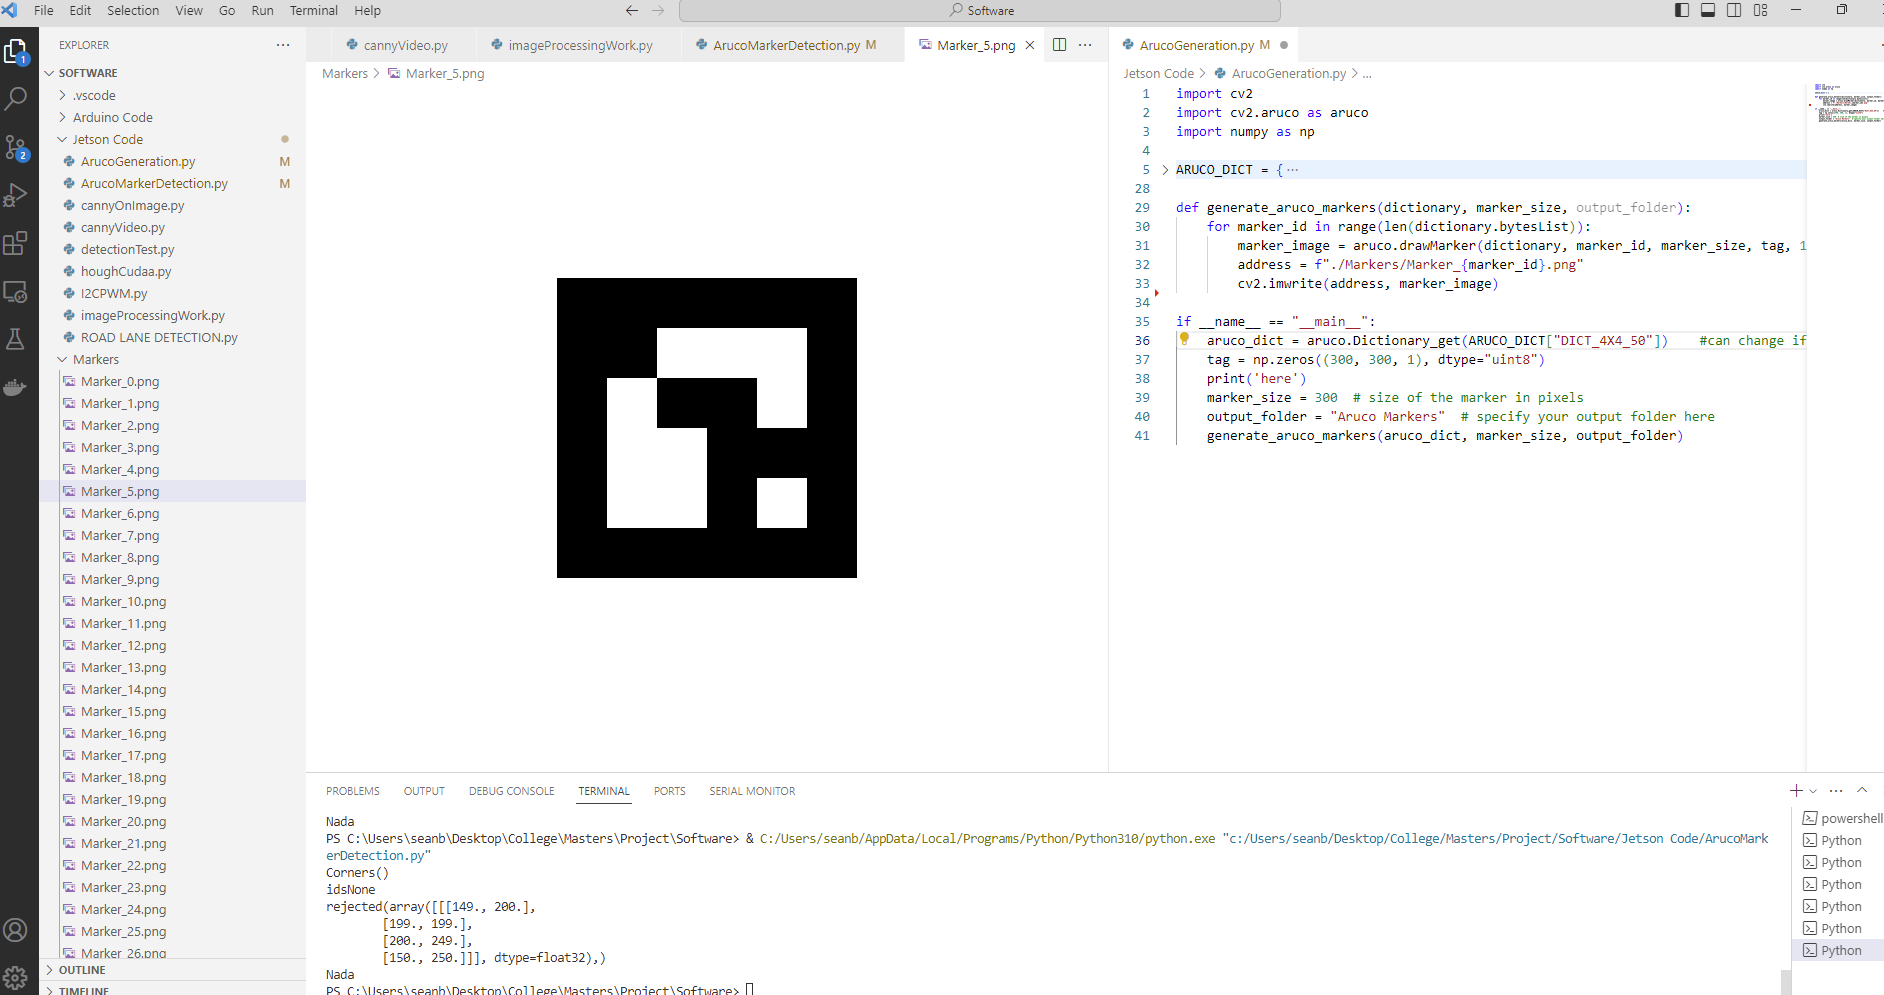 File Edit Selection View Go Run Terminal Help
Software
EXPLORER
SOFTWARE
.vscode
Arduino Code
Jetson Code
ArucoGeneration.py M
ArucoMarkerDetection.py M
cannyOnImage.py
cannyVideo.py
detectionTest.py
houghCudaa.py
I2CPWM.py
imageProcessingWork.py
ROAD LANE DETECTION.py
Markers
Marker_0.png
Marker_1.png
Marker_2.png
Marker_3.png
Marker_4.png
Marker_5.png
Marker_6.png
Marker_7.png
Marker_8.png
Marker_9.png
Marker_10.png
Marker_11.png
Marker_12.png
Marker_13.png
Marker_14.png
Marker_15.png
Marker_16.png
Marker_17.png
Marker_18.png
Marker_19.png
Marker_20.png
Marker_21.png
Marker_22.png
Marker_23.png
Marker_24.png
Marker_25.png
Marker_26.png
OUTLINE
TIMELINE
1
2
cannyVideo.py imageProcessingWork.py ArucoMarkerDetection.py M Marker_5.png
Markers > Marker_5.png
ArucoGeneration.py M
Jetson Code > ArucoGeneration.py > ...
1 import cv2
2 import cv2.aruco as aruco
3 import numpy as np
4
5 ARUCO_DICT = { ...
28
29 def generate_aruco_markers(dictionary, marker_size, output_folder):
30 for marker_id in range(len(dictionary.bytesList)):
31 marker_image = aruco.drawMarker(dictionary, marker_id, marker_size, tag, 1
32 address = f"./Markers/Marker_{marker_id}.png"
33 cv2.imwrite(address, marker_image)
34
35 if __name__ == "__main__":
36 aruco_dict = aruco.Dictionary_get(ARUCO_DICT["DICT_4X4_50"]) #can change if
37 tag = np.zeros((300, 300, 1), dtype="uint8")
38 print('here')
39 marker_size = 300 # size of the marker in pixels
40 output_folder = "Aruco Markers" # specify your output folder here
41 generate_aruco_markers(aruco_dict, marker_size, output_folder)
PROBLEMS OUTPUT DEBUG CONSOLE TERMINAL PORTS SERIAL MONITOR
Nada
PS C:\Users\seanb\Desktop\College\Masters\Project\Software> & C:/Users/seanb/AppData/Local/Programs/Python/Python310/python.exe "c:/Users/seanb/Desktop/College/Masters/Project/Software/Jetson Code/ArucoMark
erDetection.py"
Corners()
idsNone
rejected(array([[[149., 200.],
[199., 199.],
[200., 249.],
[150., 250.]]], dtype=float32),)
Nada
PS C:\Users\seanb\Desktop\College\Masters\Project\Software>
powershell
Python
Python
Python
Python
Python
Python